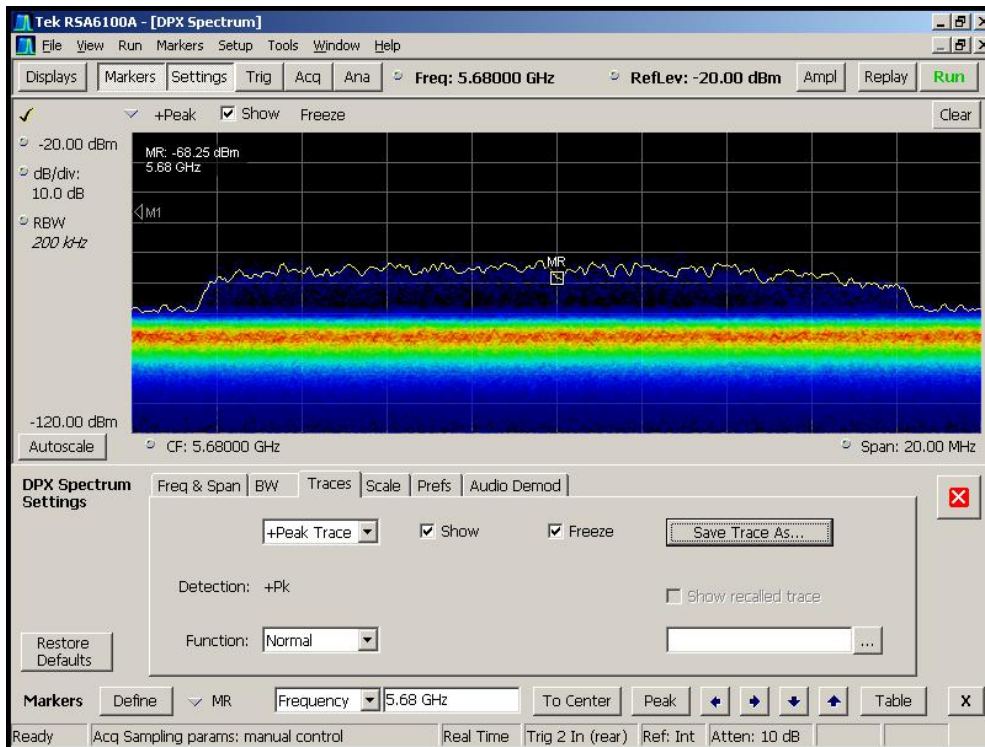 Tek RSA6100A - [DPX Spectrum]
File View Run Markers Setup Tools Window Help
Displays Markers Settings Trig Acq Ana Freq: 5.68000 GHz RefLev: -20.00 dBm Ampl Replay Run
+Peak Show Freeze Clear
-20.00 dBm
dB/div:
10.0 dB
RBW
200 kHz
MR: -68.25 dBm
5.68 GHz
M1
MR
-120.00 dBm
Autoscale CF: 5.68000 GHz Span: 20.00 MHz
DPX Spectrum
Settings
Freq & Span BW Traces Scale Prefs Audio Demod
+Peak Trace Show Freeze Save Trace As...
Detection: +Pk
Show recalled trace
Function: Normal ...
Restore
Defaults
Markers Define MR Frequency 5.68 GHz To Center Peak Table X
Ready Acq Sampling params: manual control Real Time Trig 2 In (rear) Ref: Int Atten: 10 dB